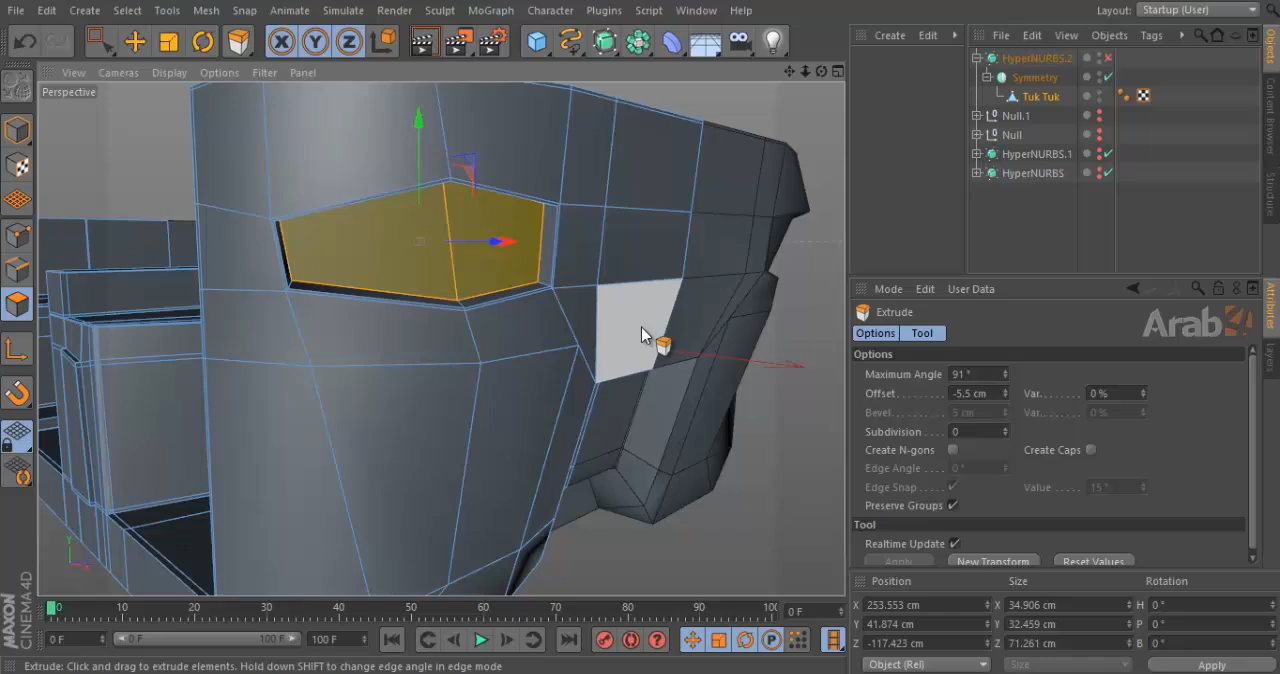 File Edit Create Select Tools Mesh Snap Animate Simulate Render Sculpt MoGraph Character Plugins Script Window Help
Layout: Startup (User)
View Cameras Display Options Filter Panel
Perspective
Create Edit
File Edit View Objects Tags
HyperNURBS.2
Symmetry
Tuk Tuk
Null.1
Null
HyperNURBS.1
HyperNURBS
Objects
Content Browser
Structure
Mode Edit User Data
Extrude
Arab4
Options Tool
Options
Maximum Angle 91 °
Offset -5.5 cm Var. 0 %
Bevel 5 cm Var. 0 %
Subdivision 0
Create N-gons Create Caps
Edge Angle 0 °
Edge Snap Value 15 °
Preserve Groups
Tool
Realtime Update
Apply New Transform Reset Values
Attributes
Layers
Position Size Rotation
X 253.553 cm X 34.906 cm H 0 °
Y 41.874 cm Y 32.459 cm P 0 °
Z -117.423 cm Z 71.261 cm B 0 °
Object (Rel) Size Apply
0 10 20 30 40 50 60 70 80 90 100 0 F
0 F 0 F 100 F 100 F
MAXON
CINEMA 4D
Extrude: Click and drag to extrude elements. Hold down SHIFT to change edge angle in edge mode